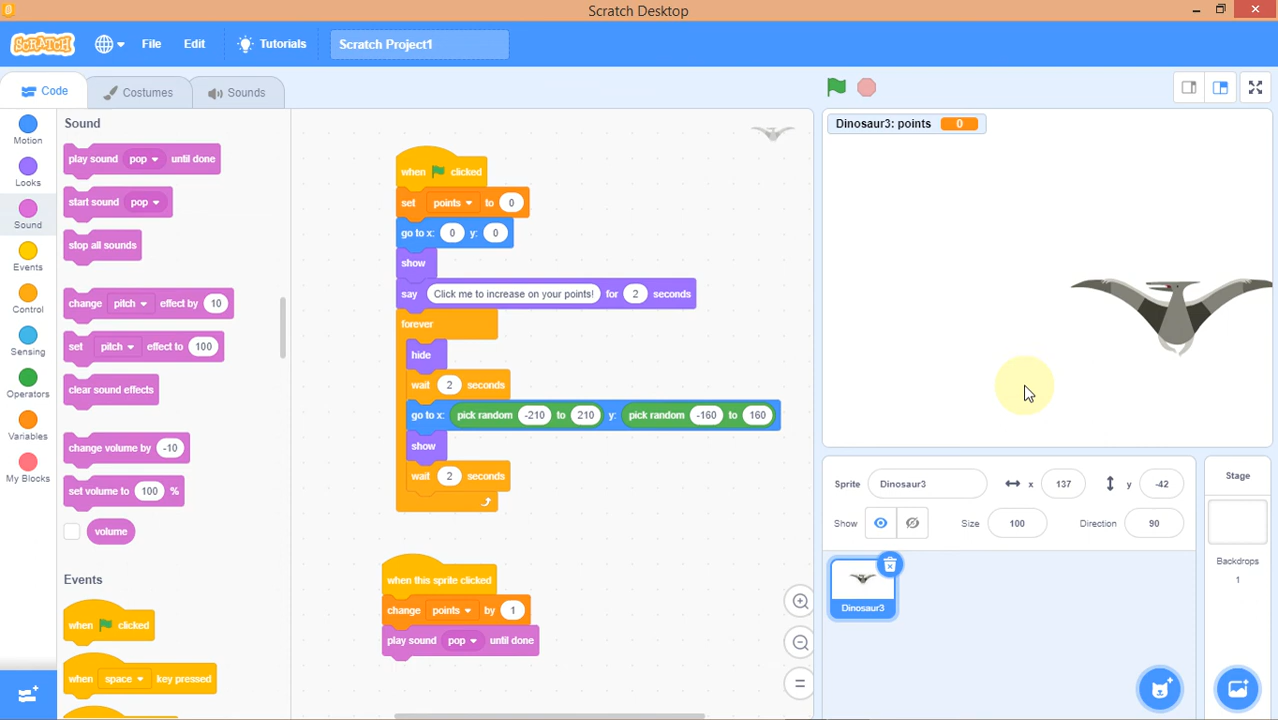 Scratch Desktop
SCRATCH
File
Edit
Tutorials
Scratch Project1
Code
Costumes
Sounds
Motion
Looks
Sound
Events
Control
Sensing
Operators
Variables
My Blocks
Sound
play sound pop until done
start sound pop
stop all sounds
change pitch effect by 10
set pitch effect to 100
clear sound effects
change volume by -10
set volume to 100 %
volume
Events
when clicked
when space key pressed
when clicked
set points to 0
go to x: 0 y: 0
show
say Click me to increase on your points! for 2 seconds
forever
hide
wait 2 seconds
go to x: pick random -210 to 210 y: pick random -160 to 160
show
wait 2 seconds
when this sprite clicked
change points by 1
play sound pop until done
Dinosaur3: points 0
Sprite Dinosaur3 x 137 y -42
Show Size 100 Direction 90
Dinosaur3
Stage
Backdrops
1